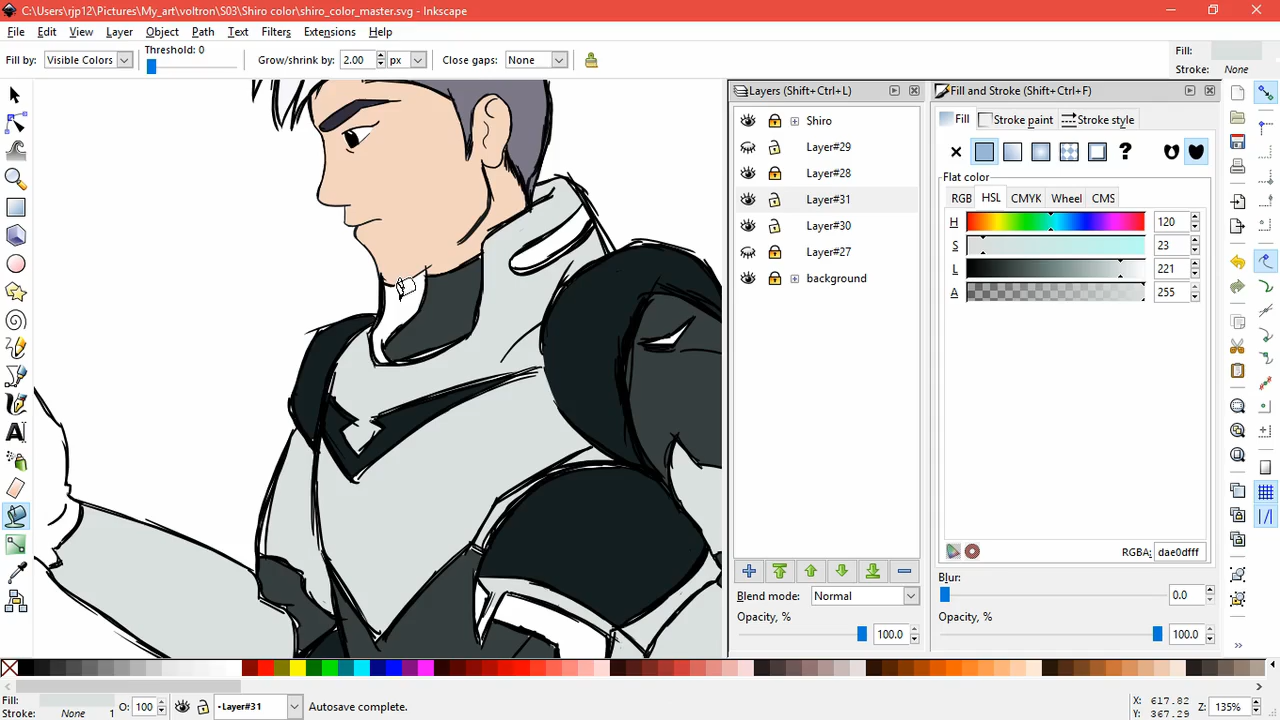 C:\Users\rjp12\Pictures\My_art\voltron\S03\Shiro color\shiro_color_master.svg - Inkscape
File Edit View Layer Object Path Text Filters Extensions Help
Fill by: Visible Colors Threshold: 0 Grow/shrink by: 2.00 px Close gaps: None Fill: Stroke: None
Layers (Shift+Ctrl+L)
Shiro
Layer#29
Layer#28
Layer#31
Layer#30
Layer#27
background
Blend mode: Normal
Opacity, % 100.0
Fill and Stroke (Shift+Ctrl+F)
Fill Stroke paint Stroke style
?
Flat color
RGB HSL CMYK Wheel CMS
H 120
S 23
L 221
A 255
RGBA: dae0dfff
Blur:
0.0
Opacity, %
100.0
Fill: Stroke: None 1 O: 100 -Layer#31 Autosave complete. X: 617.82 Y: 367.29 Z: 135%